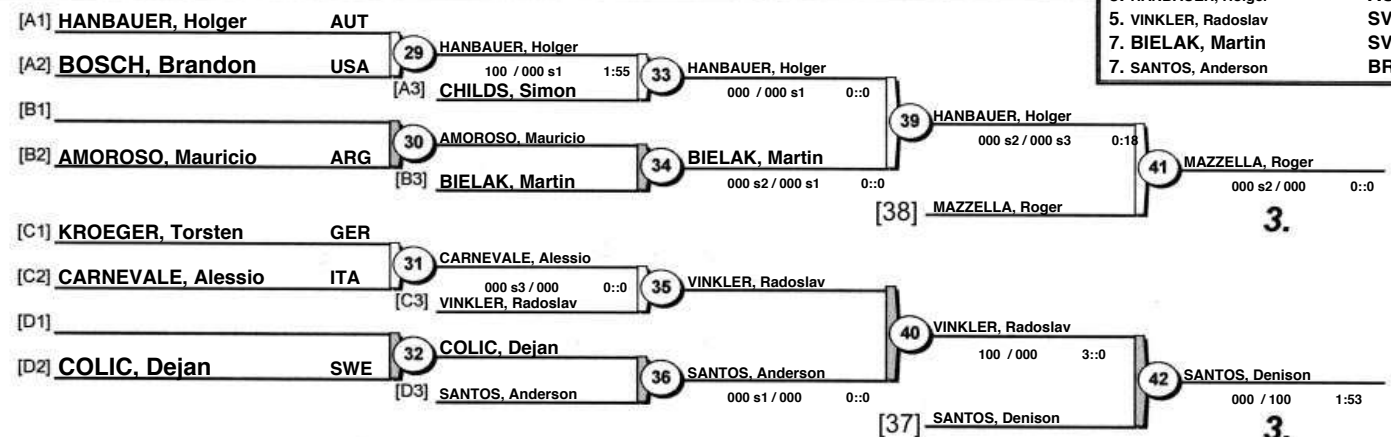 [A1] HANBAUER, Holger AUT
[A2] BOSCH, Brandon USA
29 HANBAUER, Holger
100 / 000 s1 1:55
[A3] CHILDS, Simon
33 HANBAUER, Holger
000 / 000 s1 0::0
[B1]
[B2] AMOROSO, Mauricio ARG
30 AMOROSO, Mauricio
[B3] BIELAK, Martin
34 BIELAK, Martin
000 s2 / 000 s1 0::0
39 HANBAUER, Holger
000 s2 / 000 s3 0:18
[38] MAZZELLA, Roger
41 MAZZELLA, Roger
000 s2 / 000 0::0
3.
[C1] KROEGER, Torsten GER
[C2] CARNEVALE, Alessio ITA
31 CARNEVALE, Alessio
000 s3 / 000 0::0
[C3] VINKLER, Radoslav
35 VINKLER, Radoslav
[D1]
[D2] COLIC, Dejan SWE
32 COLIC, Dejan
[D3] SANTOS, Anderson
36 SANTOS, Anderson
000 s1 / 000 0::0
40 VINKLER, Radoslav
100 / 000 3::0
[37] SANTOS, Denison
42 SANTOS, Denison
000 / 100 1:53
3.
5. VINKLER, Radoslav SV
7. BIELAK, Martin SV
7. SANTOS, Anderson BR